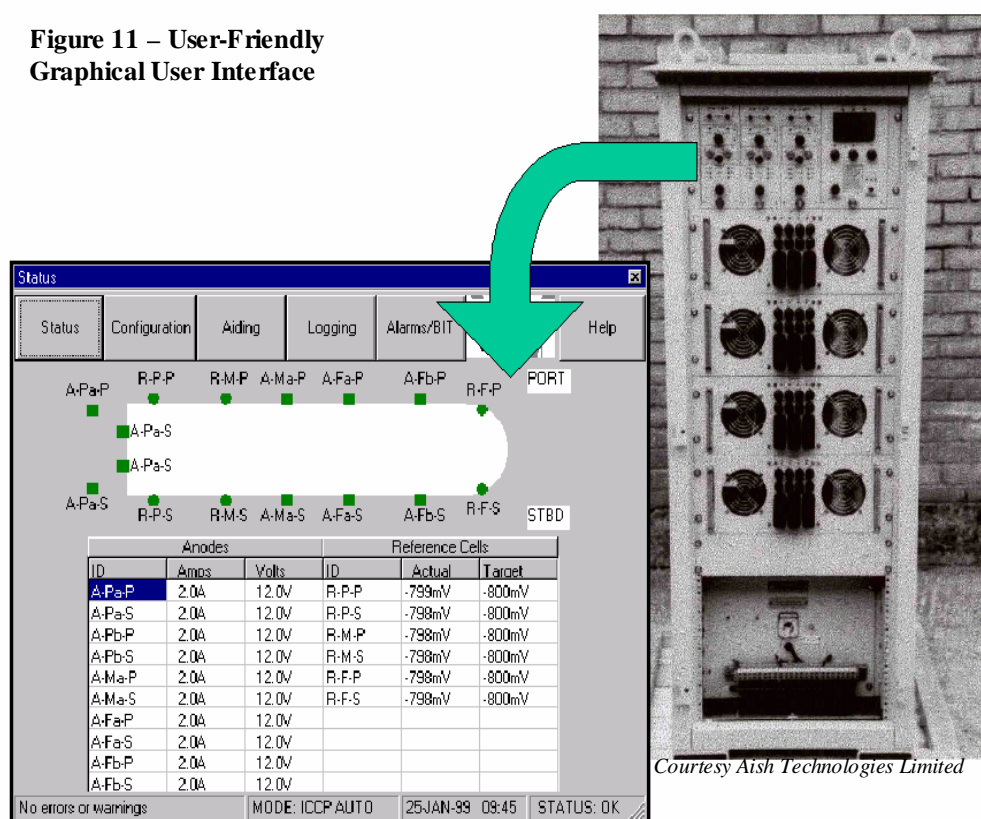 Figure 11 – User-Friendly
Graphical User Interface
Status
Status Configuration Aiding Logging Alarms/BIT Help
A-Pa-P R-P-P R-M-P A-Ma-P A-Fa-P A-Fb-P R-F-P PORT
A-Pa-S
A-Pa-S
A-Pa-S R-P-S R-M-S A-Ma-S A-Fa-S A-Fb-S R-F-S STBD
Anodes Reference Cells
ID Amps Volts ID Actual Target
A-Pa-P 2.0A 12.0V R-P-P -799mV -800mV
A-Pa-S 2.0A 12.0V R-P-S -798mV -800mV
A-Pb-P 2.0A 12.0V R-M-P -798mV -800mV
A-Pb-S 2.0A 12.0V R-M-S -798mV -800mV
A-Ma-P 2.0A 12.0V R-F-P -798mV -800mV
A-Ma-S 2.0A 12.0V R-F-S -798mV -800mV
A-Fa-P 2.0A 12.0V
A-Fa-S 2.0A 12.0V
A-Fb-P 2.0A 12.0V
A-Fb-S 2.0A 12.0V
No errors or warnings MODE: ICCP AUTO 25-JAN-99 09:45 STATUS: OK
Courtesy Aish Technologies Limited